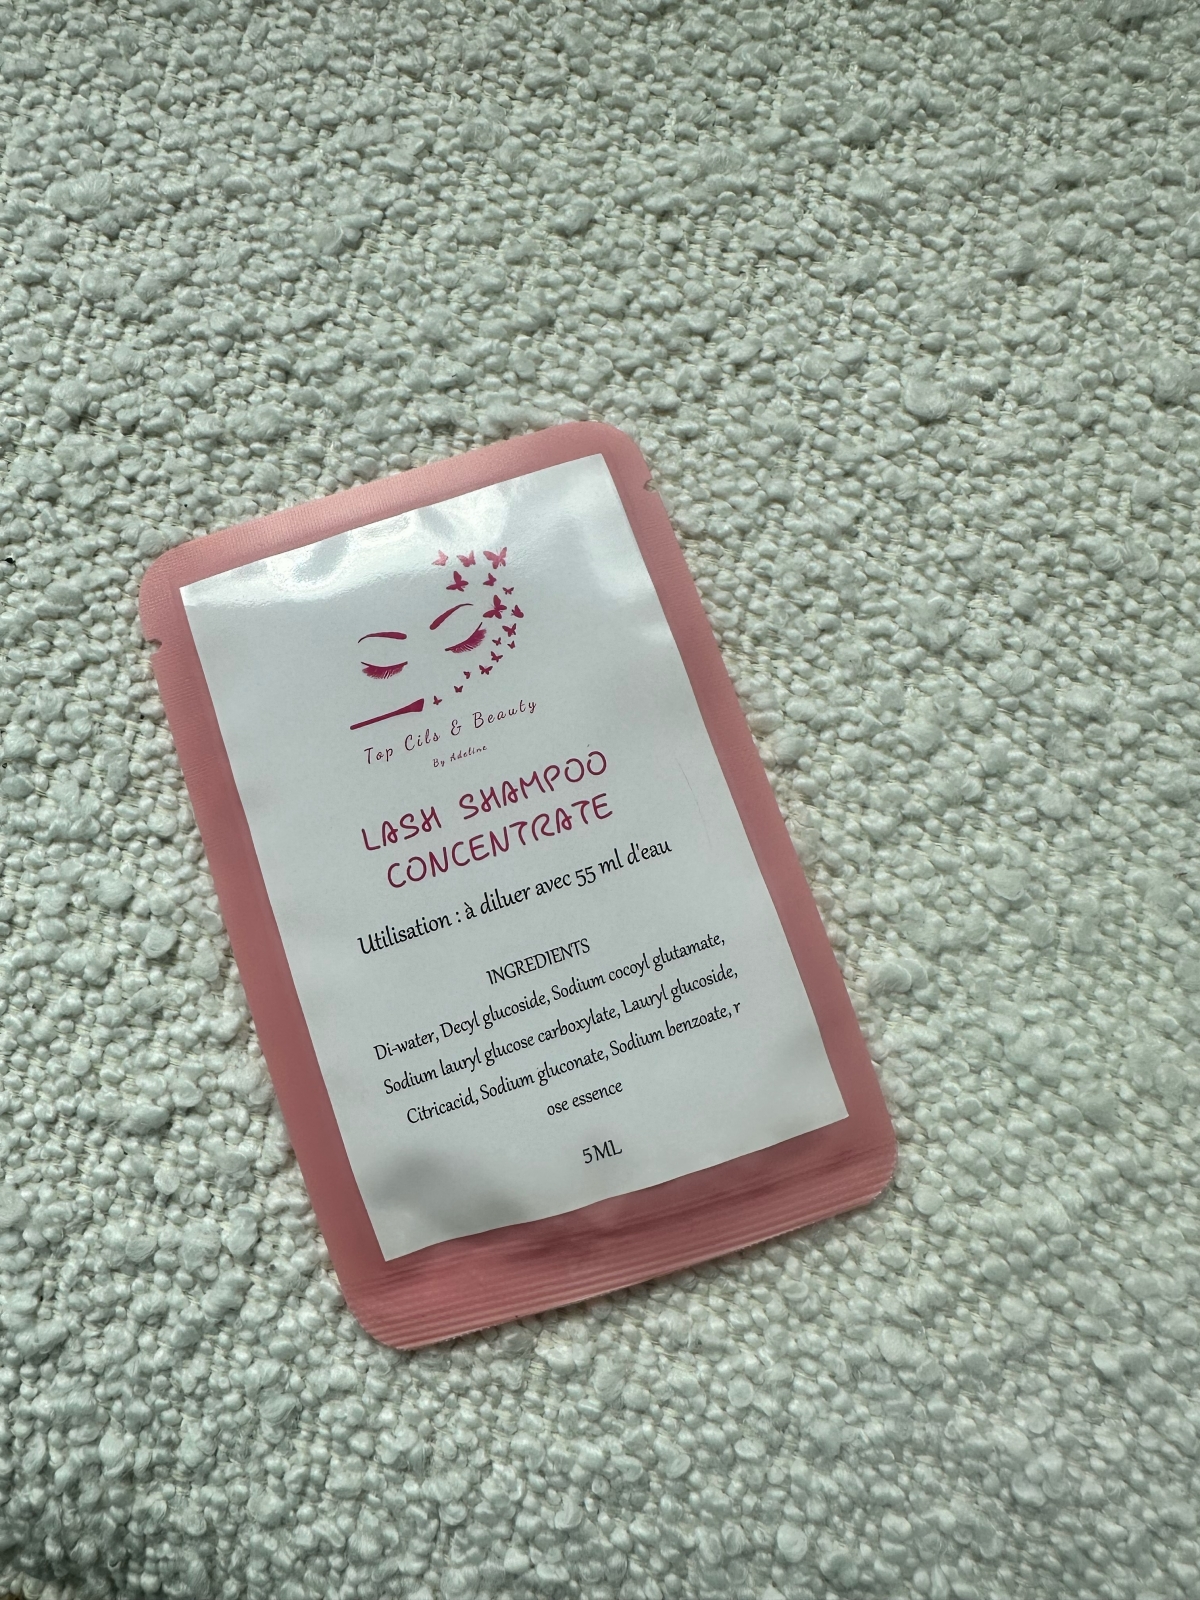 Top Cils & Beauty
By Adeline
LASH SHAMPOO
CONCENTRATE
Utilisation : à diluer avec 55 ml d'eau
INGREDIENTS
Di-water, Decyl glucoside, Sodium cocoyl glutamate,
Sodium lauryl glucose carboxylate, Lauryl glucoside,
Citricacid, Sodium gluconate, Sodium benzoate, r
ose essence
5ML